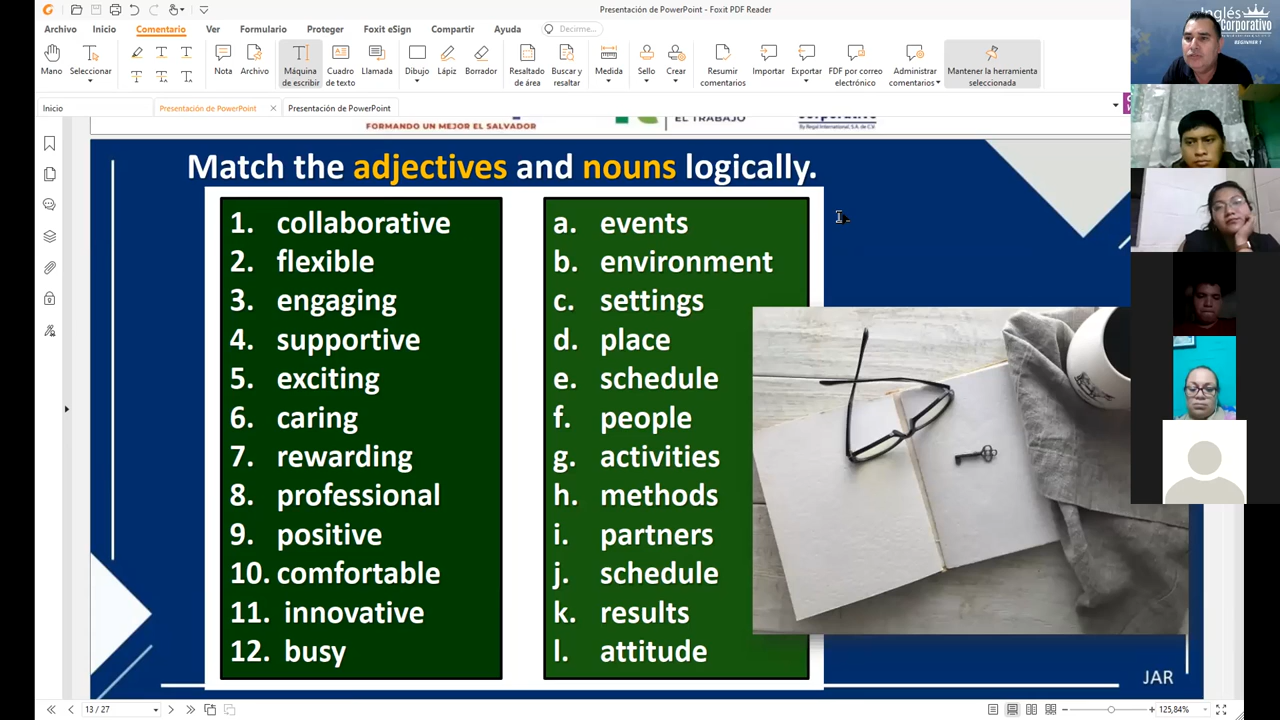 Presentación de PowerPoint - Foxit PDF Reader
Archivo Inicio Comentario Ver Formulario Proteger Foxit eSign Compartir Ayuda Decirme...
Mano Seleccionar Nota Archivo Máquina de escribir Cuadro de texto Llamada Dibujo Lápiz Borrador Resaltado de área Buscar y resaltar Medida Sello Crear Resumir comentarios Importar Exportar FDF por correo electrónico Administrar comentarios Mantener la herramienta seleccionada
Inicio Presentación de PowerPoint Presentación de PowerPoint
FORMANDO UN MEJOR EL SALVADOR
EL TRABAJO
Match the adjectives and nouns logically.
1. collaborative
2. flexible
3. engaging
4. supportive
5. exciting
6. caring
7. rewarding
8. professional
9. positive
10. comfortable
11. innovative
12. busy
a. events
b. environment
c. settings
d. place
e. schedule
f. people
g. activities
h. methods
i. partners
j. schedule
k. results
l. attitude
JAR
Inglés
Corporativo
BEGINNER 1
13 / 27
125,84%